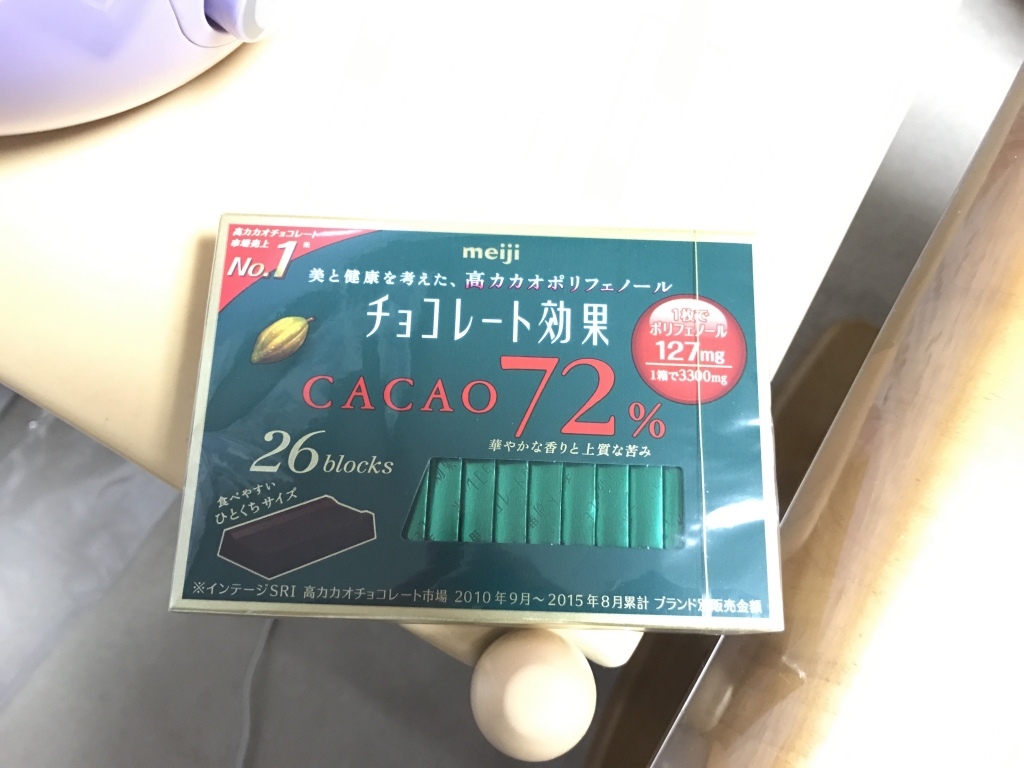 高カカオチョコレート
市場売上
No.1※
meiji
美と健康を考えた、高カカオポリフェノール
チョコレート効果
1枚で
ポリフェノール
127mg
1箱で3300mg
CACAO 72%
華やかな香りと上質な苦み
26 blocks
食べやすい
ひとくちサイズ
※インテージSRI 高カカオチョコレート市場 2010年9月〜2015年8月累計 ブランド別販売金額